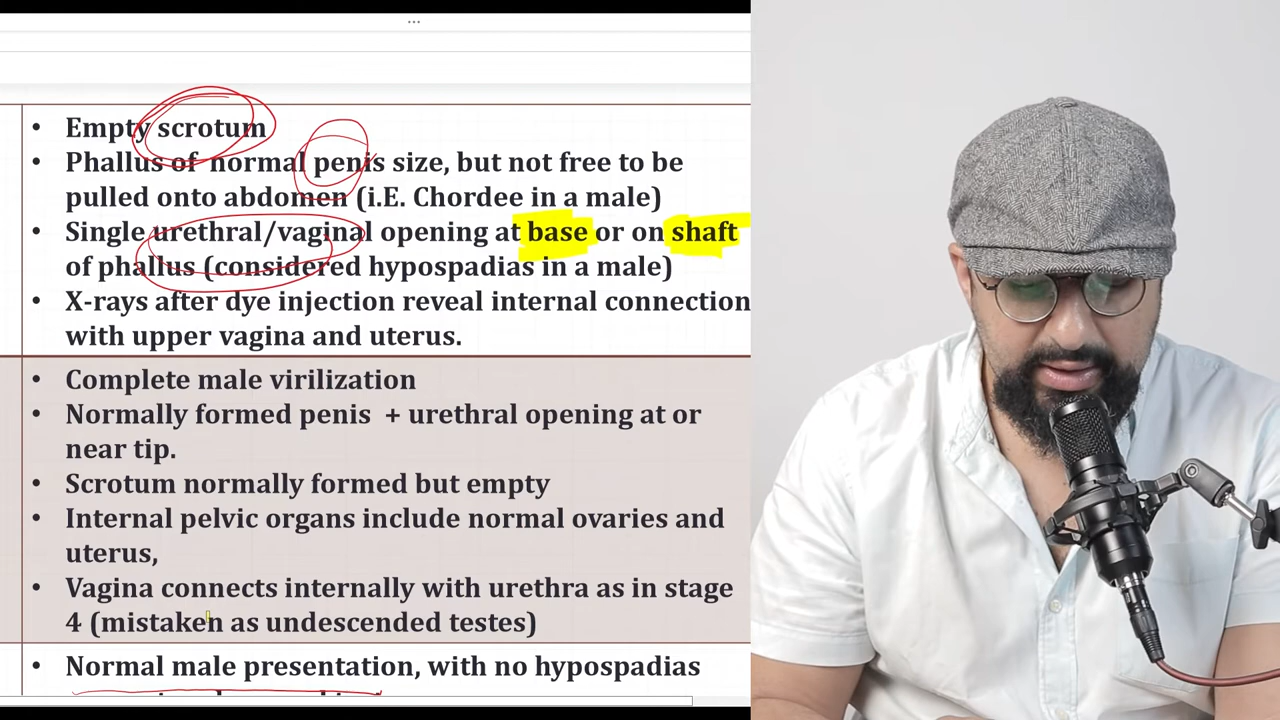 • Empty scrotum
• Phallus of normal penis size, but not free to be
pulled onto abdomen (i.E. Chordee in a male)
• Single urethral/vaginal opening at base or on shaft
of phallus (considered hypospadias in a male)
• X-rays after dye injection reveal internal connection
with upper vagina and uterus.
• Complete male virilization
• Normally formed penis + urethral opening at or
near tip.
• Scrotum normally formed but empty
• Internal pelvic organs include normal ovaries and
uterus,
• Vagina connects internally with urethra as in stage
4 (mistaken as undescended testes)
• Normal male presentation, with no hypospadias